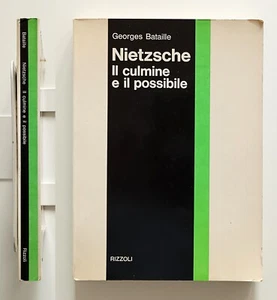 Bataille Nietzsche Il culmine e il possibile Rizzoli
Georges Bataille
Nietzsche
Il culmine
e il possibile
RIZZOLI